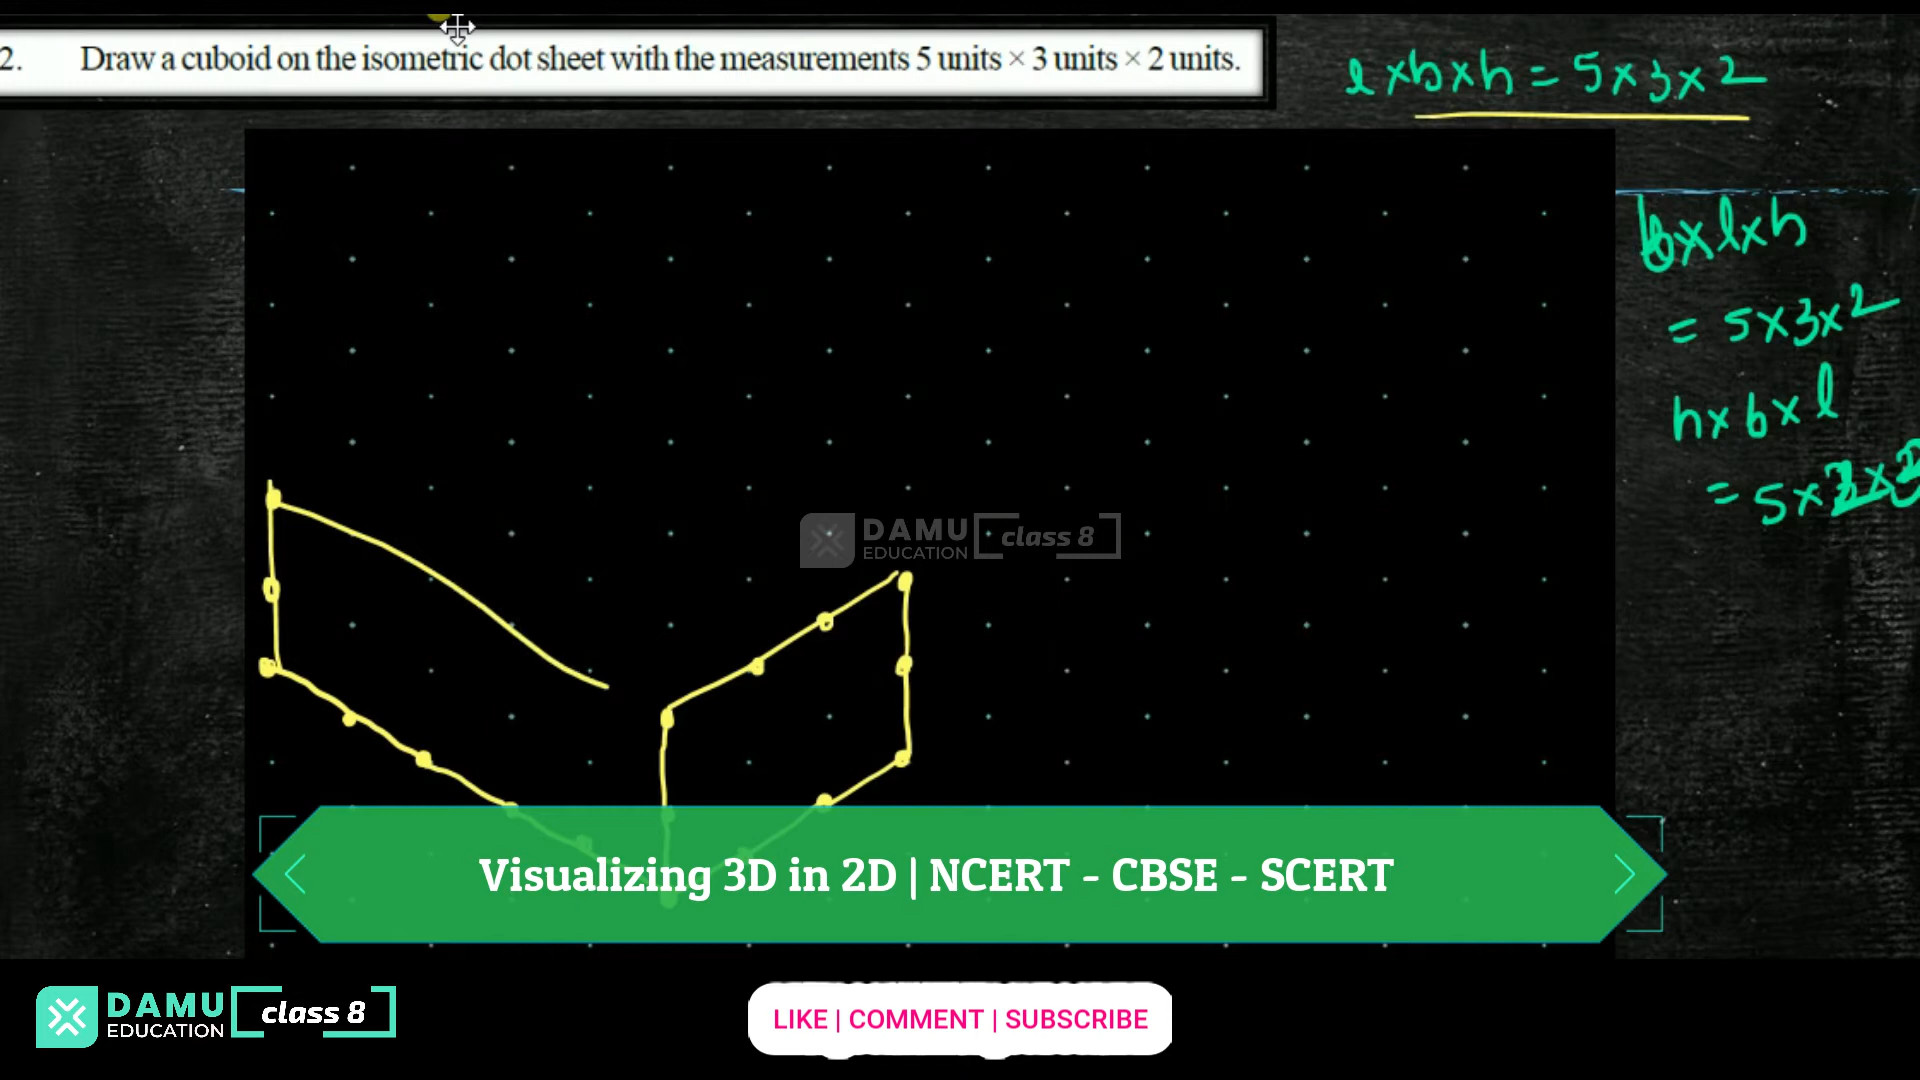 2. Draw a cuboid on the isometric dot sheet with the measurements 5 units × 3 units × 2 units.
l×b×h = 5×3×2
b×l×h
= 5×3×2
h×b×l
DAMU EDUCATION class 8
Visualizing 3D in 2D | NCERT - CBSE - SCERT
DAMU EDUCATION class 8
LIKE | COMMENT | SUBSCRIBE